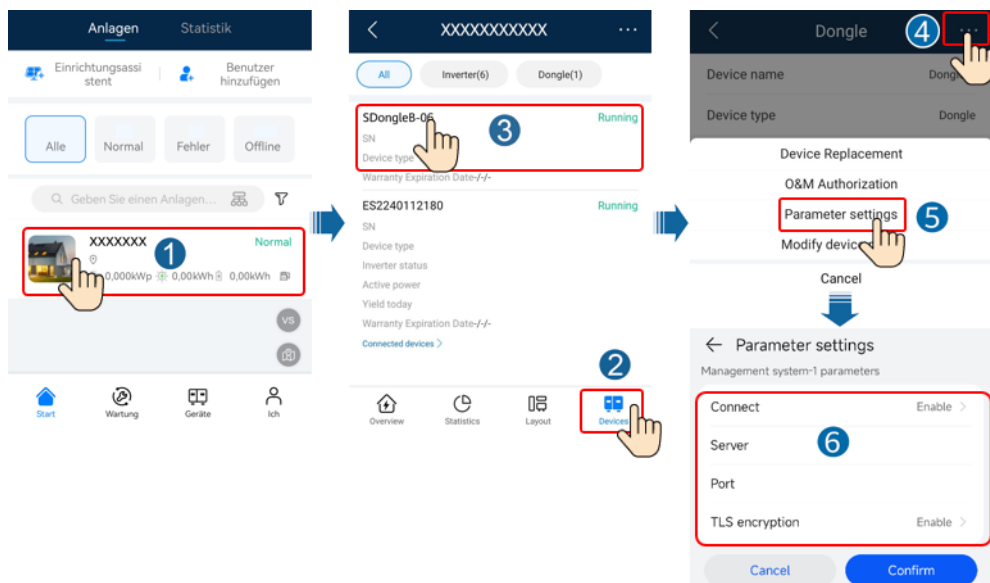 Anlagen
Statistik
Einrichtungsassi
stent
Benutzer
hinzufügen
Alle
Normal
Fehler
Offline
Geben Sie einen Anlagen...
XXXXXXX
1
Normal
0,000kWp
0,00kWh
0,00kWh
VS
Start
Wartung
Geräte
Ich
XXXXXXXXXXX
...
All
Inverter(6)
Dongle(1)
SDongleB-06
3
Running
SN
Device type
Warranty Expiration Date-/-/-
ES2240112180
Running
SN
Device type
Inverter status
Active power
Yield today
Warranty Expiration Date-/-/-
Connected devices >
2
Overview
Statistics
Layout
Devices
Dongle
4
...
Device name
Device type
Dongle
Device Replacement
O&M Authorization
Parameter settings
5
Cancel
Parameter settings
Management system-1 parameters
Connect
Enable >
Server
6
Port
TLS encryption
Enable >
Cancel
Confirm